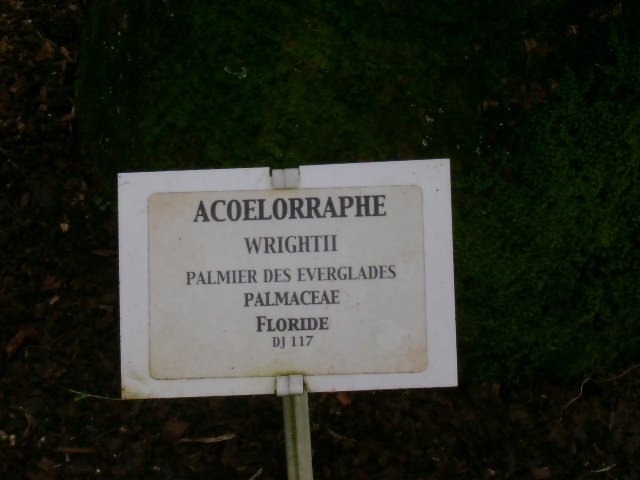 ACOELORRAPHE
WRIGHTII
PALMIER DES EVERGLADES
PALMACEAE
FLORIDE
DJ 117